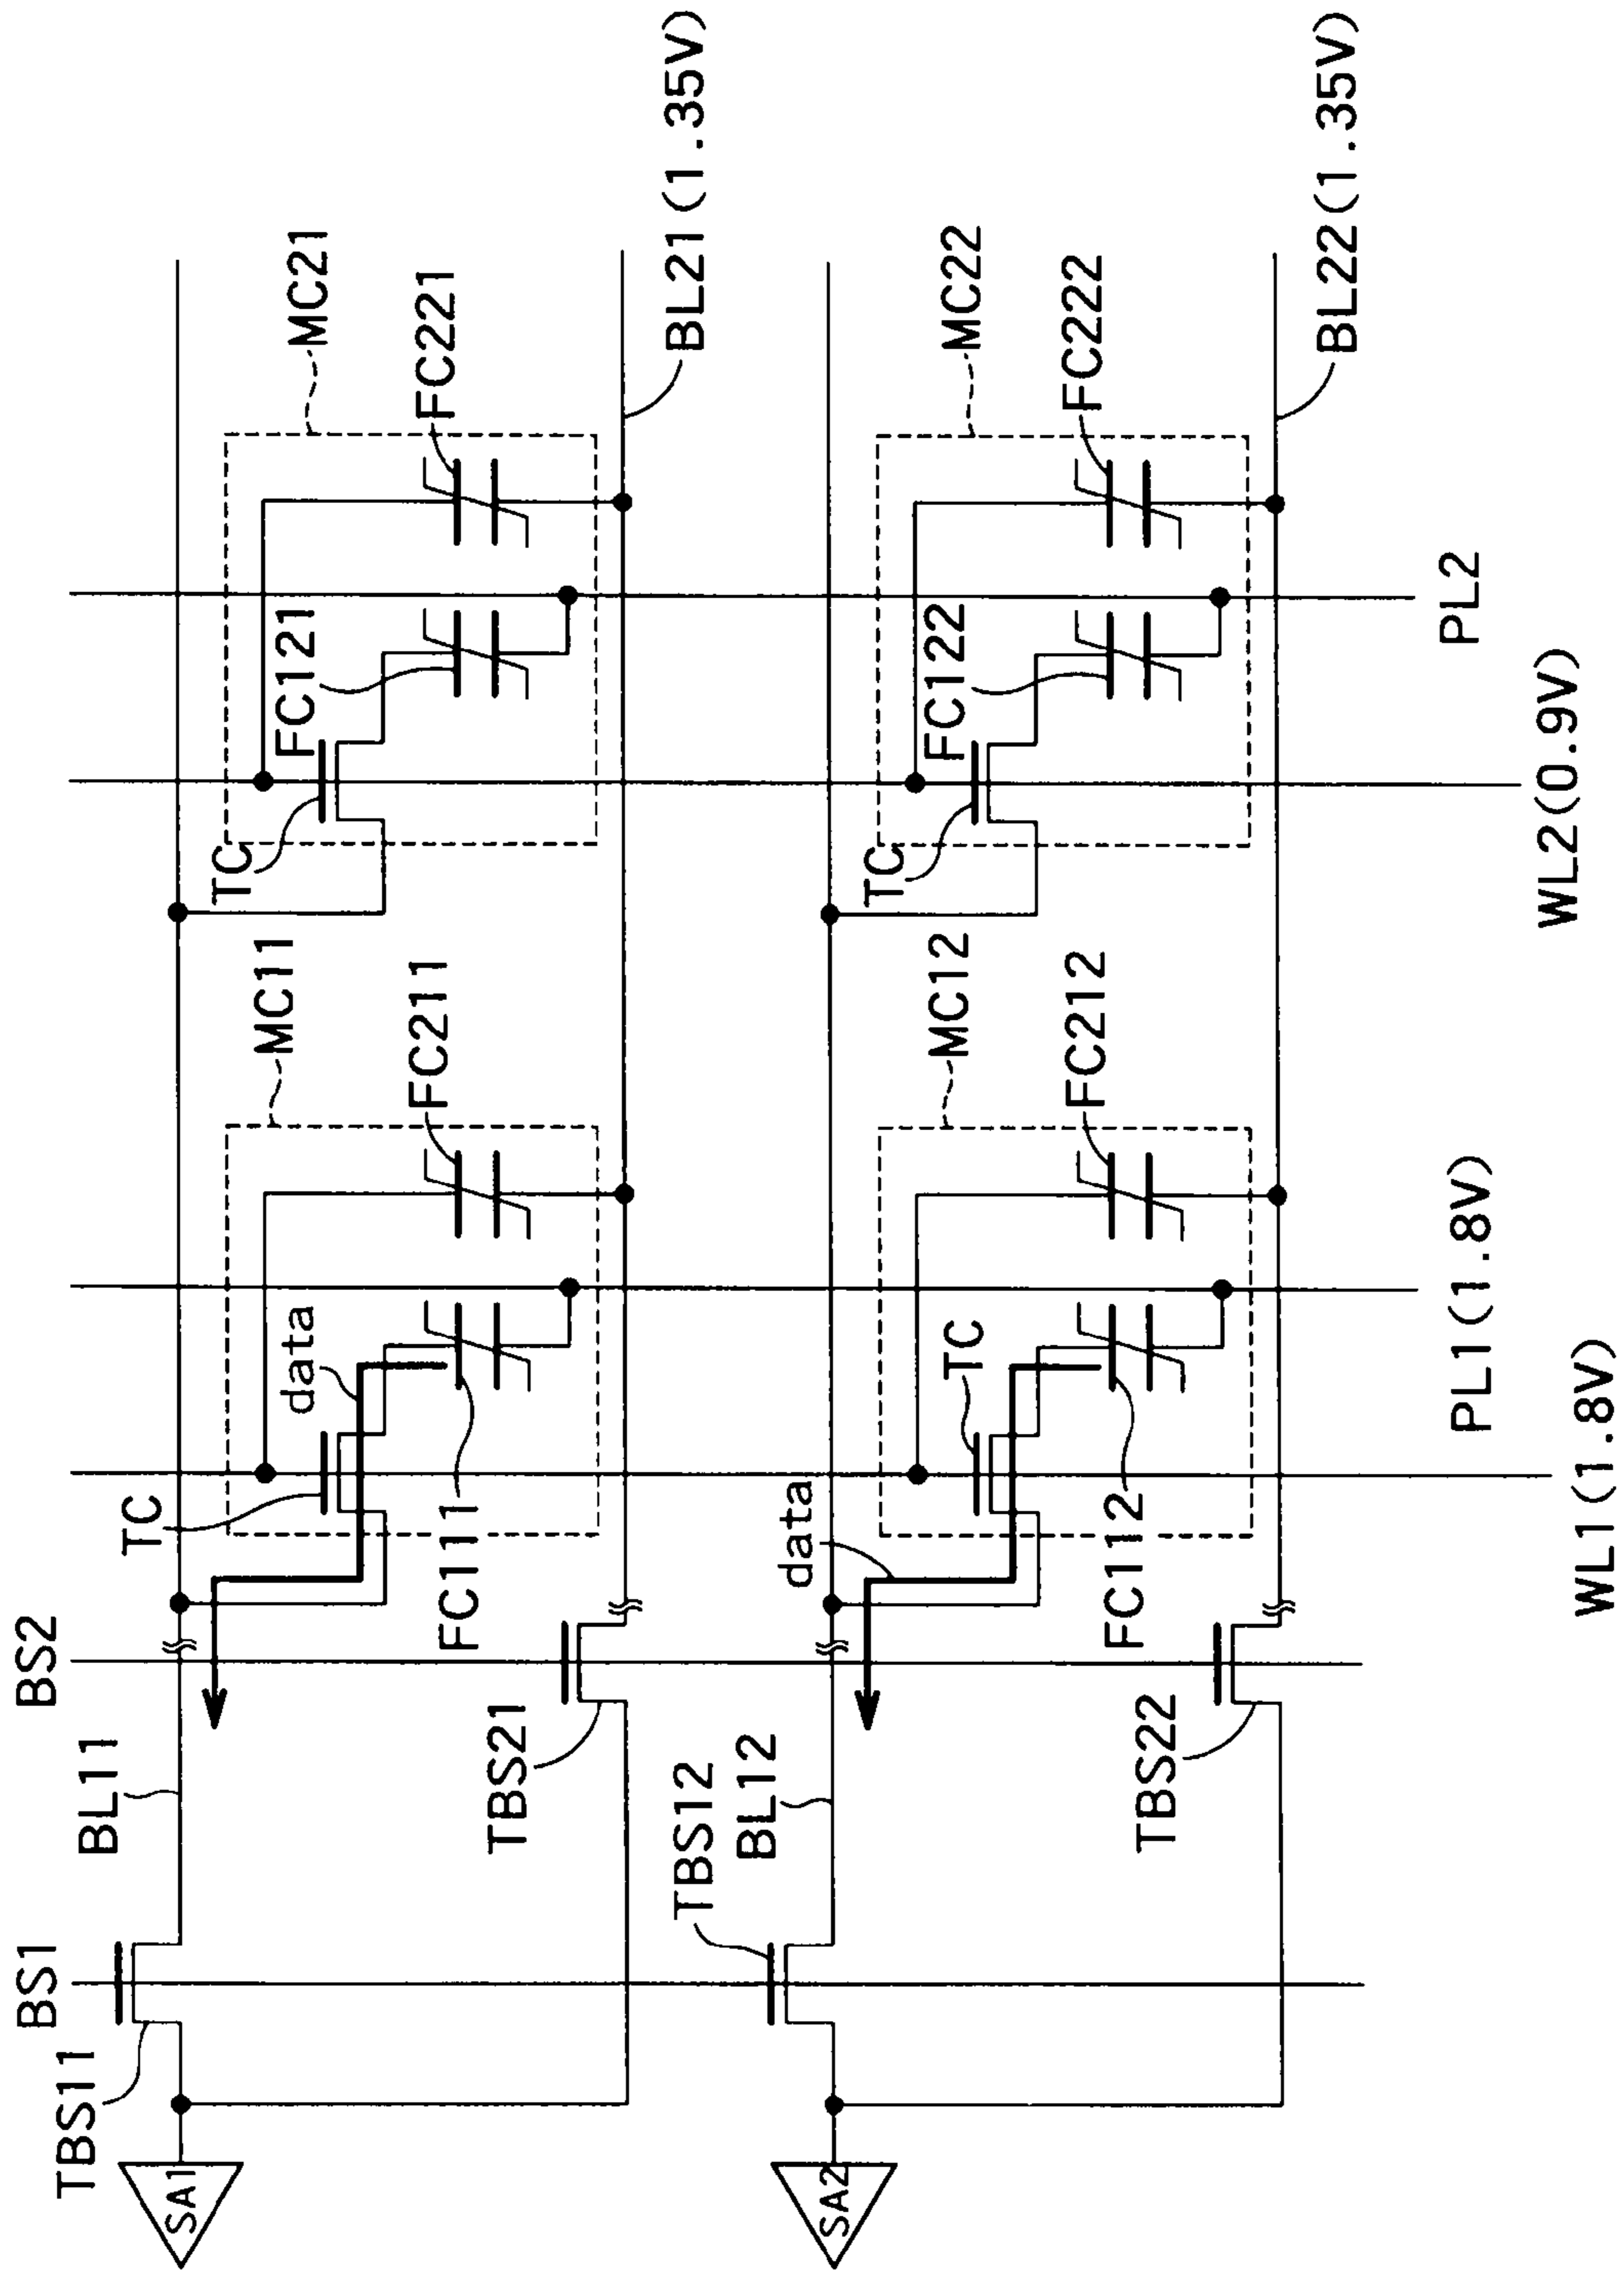 BS1
BS2
TBS11
BL11
TC
data
MC11
TC
MC21
SA1
FC111
FC211
FC121
FC221
TBS21
BL21(1.35V)
TBS12
BL12
data
TC
MC12
TC
MC22
SA2
FC112
FC212
FC122
FC222
TBS22
BL22(1.35V)
WL1(1.8V)
PL1(1.8V)
WL2(0.9V)
PL2